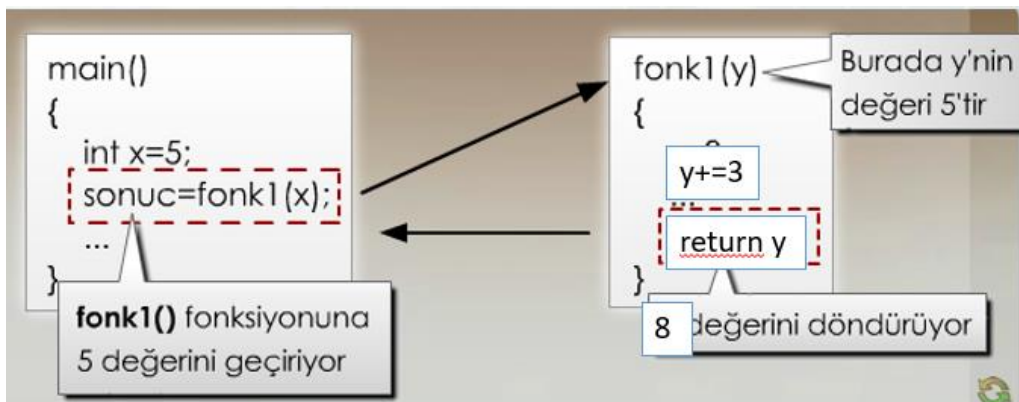 main()
{
int x=5;
sonuc=fonk1(x);
...
}
fonk1() fonksiyonuna
5 değerini geçiriyor
fonk1(y)
{
y+=3
...
return y
}
Burada y'nin
değeri 5'tir
8 değerini döndürüyor